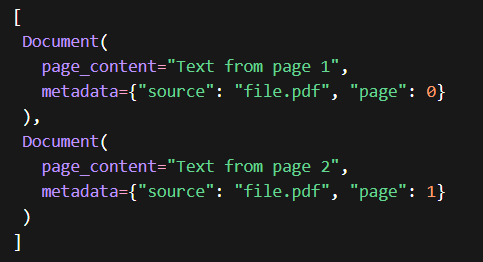 [
Document(
page_content="Text from page 1",
metadata={"source": "file.pdf", "page": 0}
),
Document(
page_content="Text from page 2",
metadata={"source": "file.pdf", "page": 1}
)
]